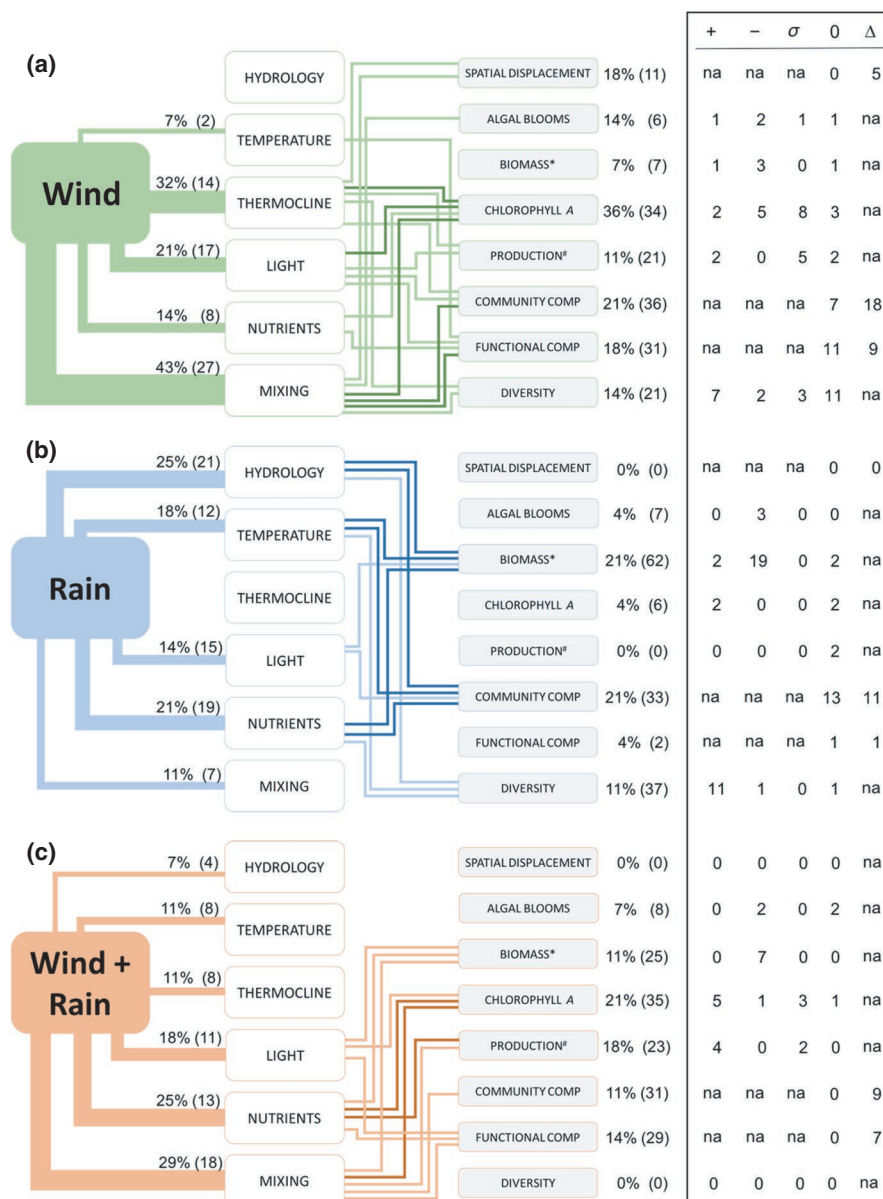 + − σ 0 Δ
(a)
HYDROLOGY
SPATIAL DISPLACEMENT 18% (11) na na na 0 5
7% (2)
TEMPERATURE
ALGAL BLOOMS 14% (6) 1 2 1 1 na
BIOMASS* 7% (7) 1 3 0 1 na
Wind
32% (14)
THERMOCLINE
CHLOROPHYLL A 36% (34) 2 5 8 3 na
21% (17)
LIGHT
PRODUCTION# 11% (21) 2 0 5 2 na
COMMUNITY COMP 21% (36) na na na 7 18
14% (8)
NUTRIENTS
FUNCTIONAL COMP 18% (31) na na na 11 9
43% (27)
MIXING
DIVERSITY 14% (21) 7 2 3 11 na
(b)
25% (21)
HYDROLOGY
SPATIAL DISPLACEMENT 0% (0) na na na 0 0
18% (12)
TEMPERATURE
ALGAL BLOOMS 4% (7) 0 3 0 0 na
BIOMASS* 21% (62) 2 19 0 2 na
Rain
THERMOCLINE
CHLOROPHYLL A 4% (6) 2 0 0 2 na
14% (15)
LIGHT
PRODUCTION# 0% (0) 0 0 0 2 na
COMMUNITY COMP 21% (33) na na na 13 11
21% (19)
NUTRIENTS
FUNCTIONAL COMP 4% (2) na na na 1 1
11% (7)
MIXING
DIVERSITY 11% (37) 11 1 0 1 na
(c)
7% (4)
HYDROLOGY
SPATIAL DISPLACEMENT 0% (0) 0 0 0 0 na
11% (8)
TEMPERATURE
ALGAL BLOOMS 7% (8) 0 2 0 2 na
BIOMASS* 11% (25) 0 7 0 0 na
Wind +
Rain
11% (8)
THERMOCLINE
CHLOROPHYLL A 21% (35) 5 1 3 1 na
18% (11)
LIGHT
PRODUCTION# 18% (23) 4 0 2 0 na
COMMUNITY COMP 11% (31) na na na 0 9
25% (13)
NUTRIENTS
FUNCTIONAL COMP 14% (29) na na na 0 7
29% (18)
MIXING
DIVERSITY 0% (0) 0 0 0 0 na